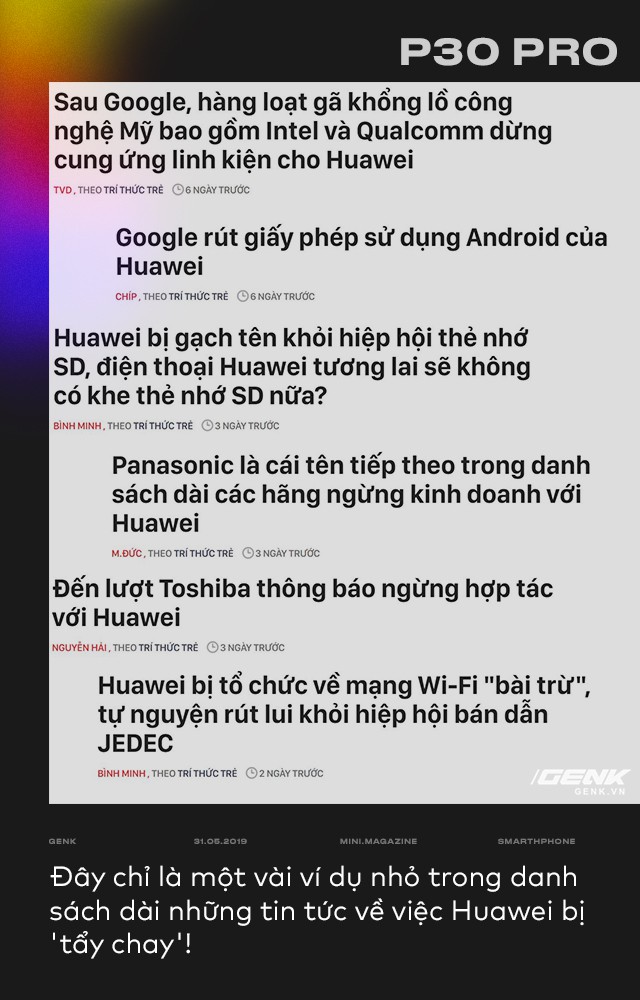 P30 PRO
Sau Google, hàng loạt gã khổng lồ công
nghệ Mỹ bao gồm Intel và Qualcomm dừng
cung ứng linh kiện cho Huawei
TVD , THEO TRÍ THỨC TRẺ 6 NGÀY TRƯỚC
Google rút giấy phép sử dụng Android của
Huawei
CHÍP , THEO TRÍ THỨC TRẺ 6 NGÀY TRƯỚC
Huawei bị gạch tên khỏi hiệp hội thẻ nhớ
SD, điện thoại Huawei tương lai sẽ không
có khe thẻ nhớ SD nữa?
BÌNH MINH , THEO TRÍ THỨC TRẺ 3 NGÀY TRƯỚC
Panasonic là cái tên tiếp theo trong danh
sách dài các hãng ngừng kinh doanh với
Huawei
M.ĐỨC , THEO TRÍ THỨC TRẺ 3 NGÀY TRƯỚC
Đến lượt Toshiba thông báo ngừng hợp tác
với Huawei
NGUYỄN HẢI , THEO TRÍ THỨC TRẺ 3 NGÀY TRƯỚC
Huawei bị tổ chức về mạng Wi-Fi "bài trừ",
tự nguyện rút lui khỏi hiệp hội bán dẫn
JEDEC
BÌNH MINH , THEO TRÍ THỨC TRẺ 2 NGÀY TRƯỚC
GENK
GENK.VN
GENK 31.05.2019 MINI.MAGAZINE SMARTHPHONE
Đây chỉ là một vài ví dụ nhỏ trong danh
sách dài những tin tức về việc Huawei bị
'tẩy chay'!